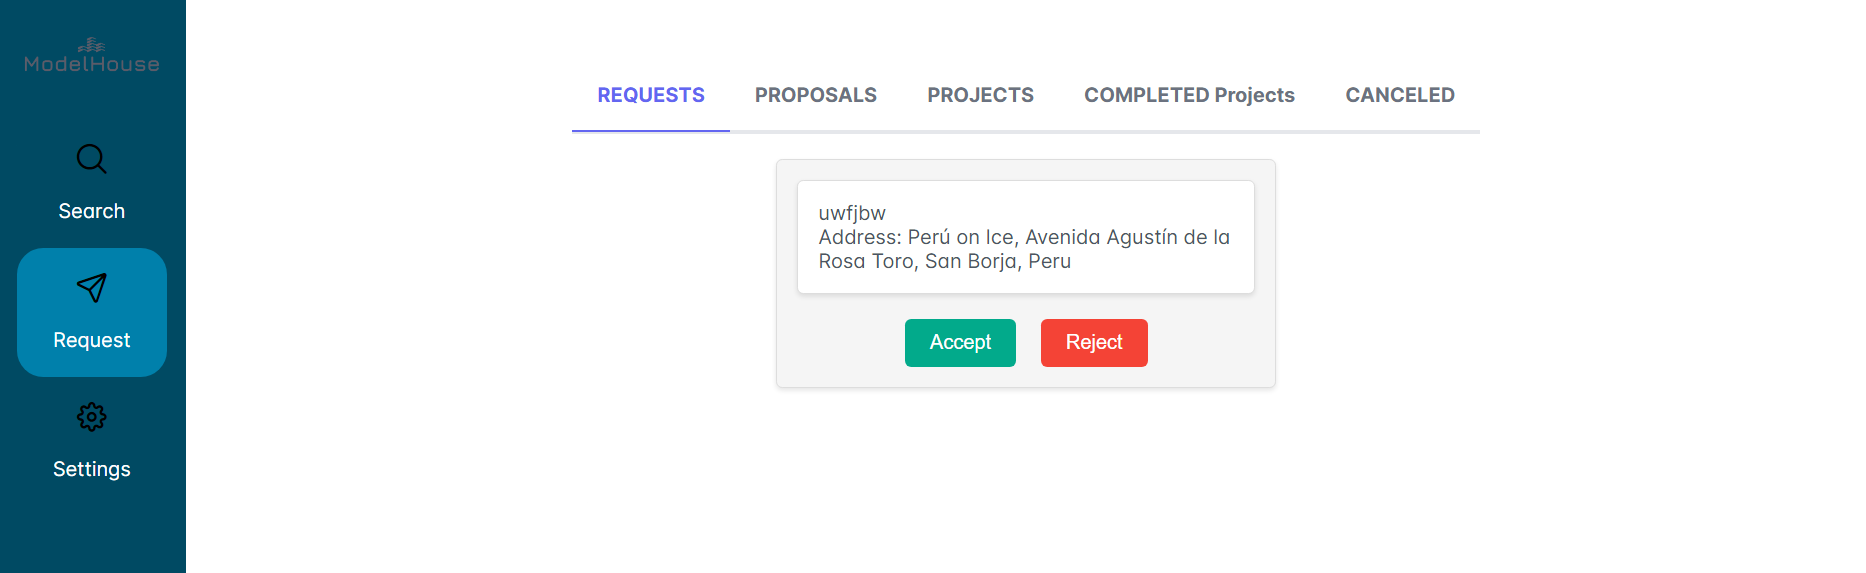 ModelHouse
Search
Request
Settings
REQUESTS
PROPOSALS
PROJECTS
COMPLETED Projects
CANCELED
uwfjbw
Address: Perú on Ice, Avenida Agustín de la
Rosa Toro, San Borja, Peru
Accept
Reject